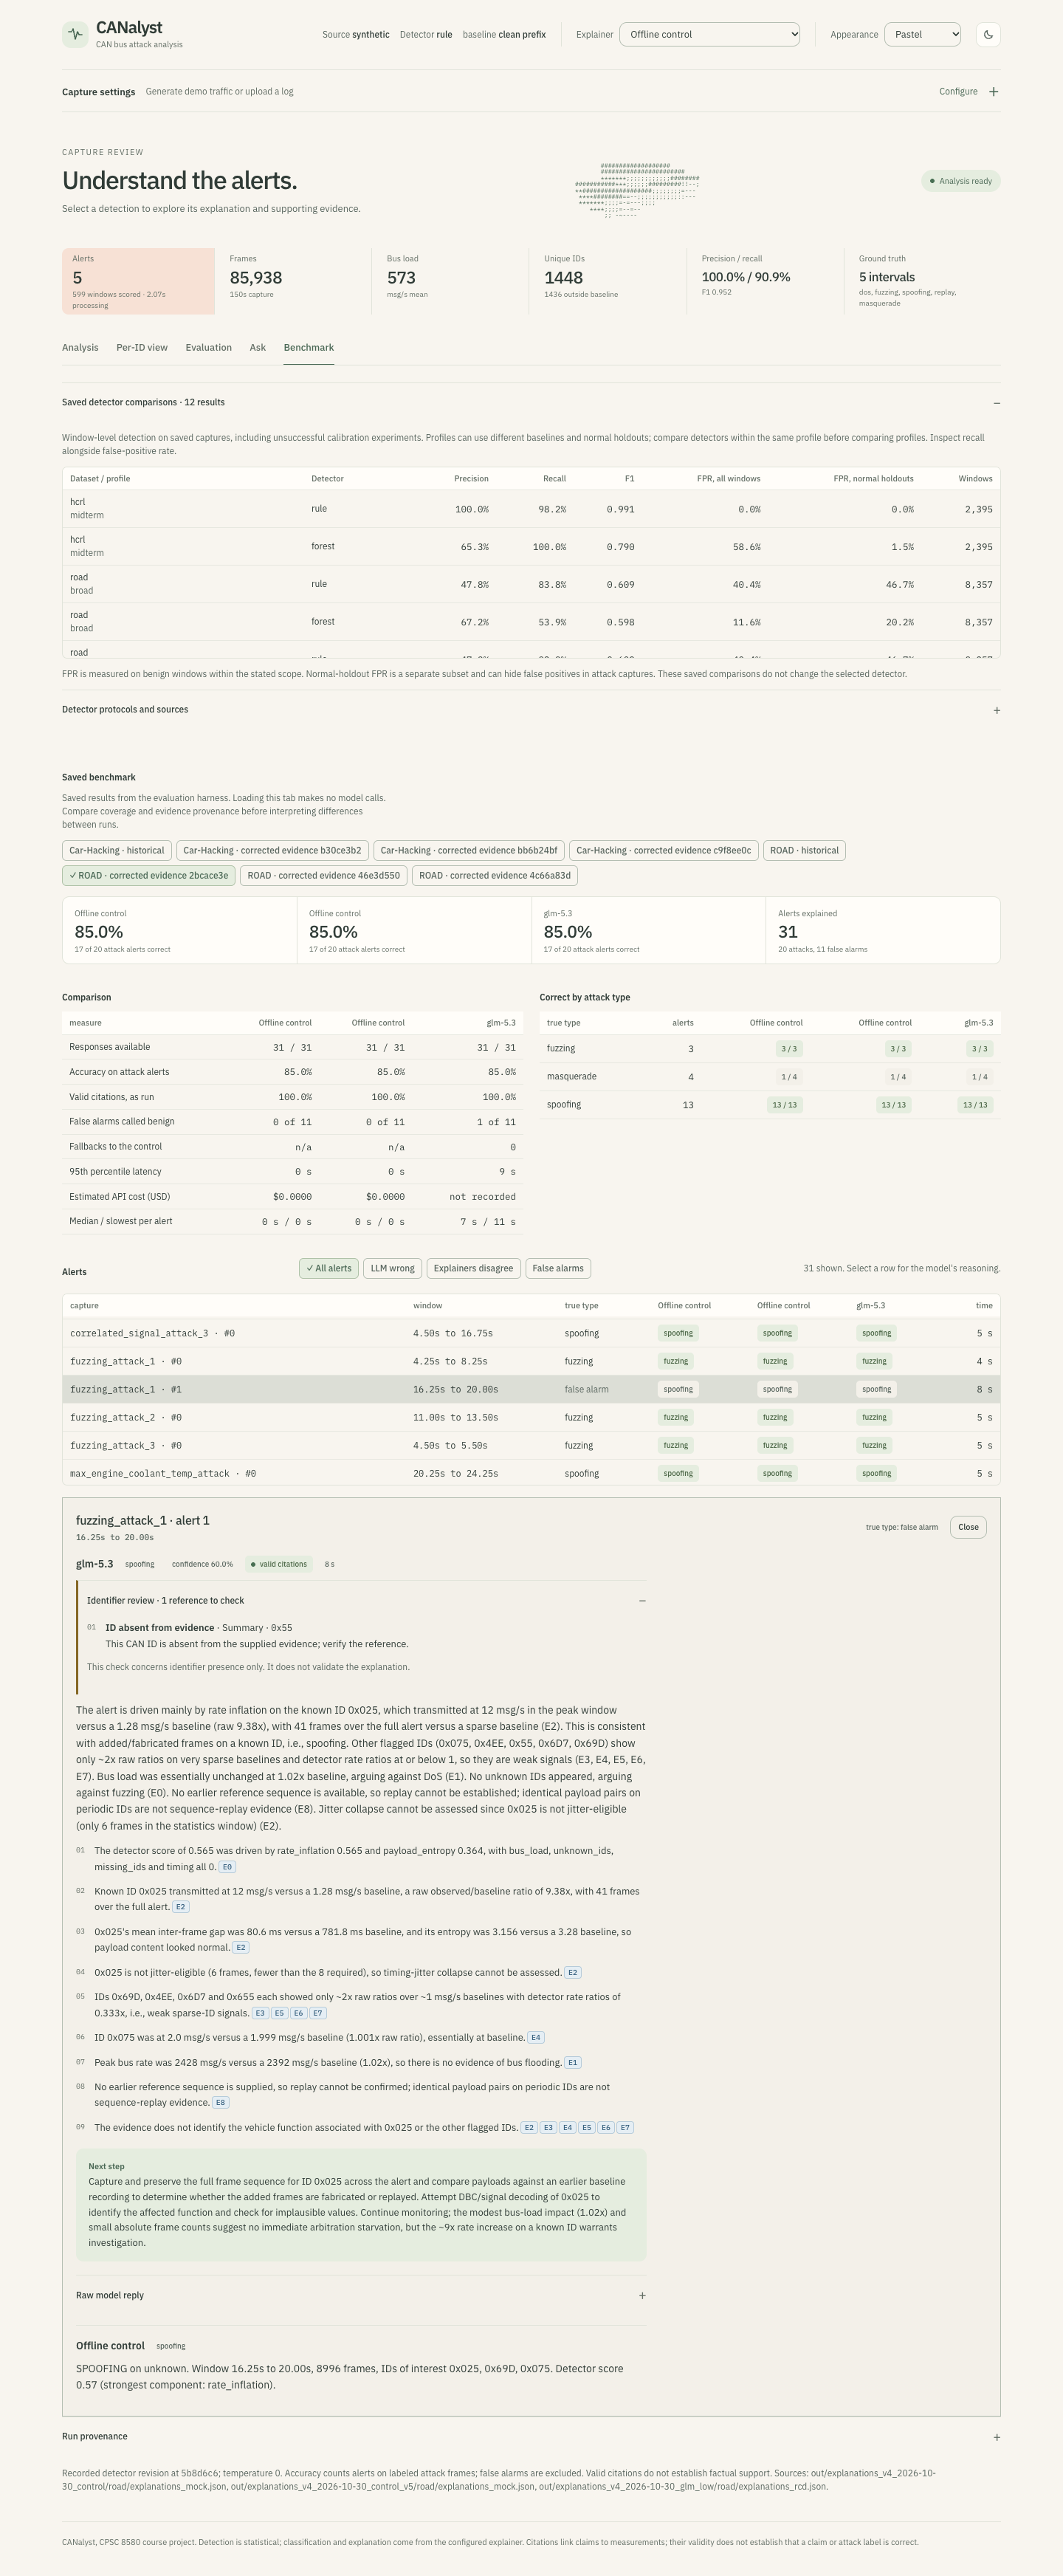 CANalyst
CAN bus attack analysis
Source synthetic Detector rule baseline clean prefix
Explainer Offline control
Appearance Pastel
Capture settings Generate demo traffic or upload a log
Configure +
CAPTURE REVIEW
Understand the alerts.
Select a detection to explore its explanation and supporting evidence.
Analysis ready
Alerts
5
599 windows scored · 2.07s
processing
Frames
85,938
150s capture
Bus load
573
msg/s mean
Unique IDs
1448
1436 outside baseline
Precision / recall
100.0% / 90.9%
F1 0.952
Ground truth
5 intervals
dos, fuzzing, spoofing, replay,
masquerade
Analysis Per-ID view Evaluation Ask Benchmark
Saved detector comparisons · 12 results −
Window-level detection on saved captures, including unsuccessful calibration experiments. Profiles can use different baselines and normal holdouts; compare detectors within the same profile before comparing profiles. Inspect recall
alongside false-positive rate.
Dataset / profile Detector Precision Recall F1 FPR, all windows FPR, normal holdouts Windows
hcrl
midterm
rule 100.0% 98.2% 0.991 0.0% 0.0% 2,395
hcrl
midterm
forest 65.3% 100.0% 0.790 58.6% 1.5% 2,395
road
broad
rule 47.8% 83.8% 0.609 40.4% 46.7% 8,357
road
broad
forest 67.2% 53.9% 0.598 11.6% 20.2% 8,357
road
FPR is measured on benign windows within the stated scope. Normal-holdout FPR is a separate subset and can hide false positives in attack captures. These saved comparisons do not change the selected detector.
Detector protocols and sources +
Saved benchmark
Saved results from the evaluation harness. Loading this tab makes no model calls.
Compare coverage and evidence provenance before interpreting differences
between runs.
Car-Hacking · historical Car-Hacking · corrected evidence b30ce3b2 Car-Hacking · corrected evidence bb6b24bf Car-Hacking · corrected evidence c9f8ee0c ROAD · historical
✓ ROAD · corrected evidence 2bcace3e ROAD · corrected evidence 46e3d550 ROAD · corrected evidence 4c66a83d
Offline control
85.0%
17 of 20 attack alerts correct
Offline control
85.0%
17 of 20 attack alerts correct
glm-5.3
85.0%
17 of 20 attack alerts correct
Alerts explained
31
20 attacks, 11 false alarms
Comparison
measure Offline control Offline control glm-5.3
Responses available 31 / 31 31 / 31 31 / 31
Accuracy on attack alerts 85.0% 85.0% 85.0%
Valid citations, as run 100.0% 100.0% 100.0%
False alarms called benign 0 of 11 0 of 11 1 of 11
Fallbacks to the control n/a n/a 0
95th percentile latency 0 s 0 s 9 s
Estimated API cost (USD) $0.0000 $0.0000 not recorded
Median / slowest per alert 0 s / 0 s 0 s / 0 s 7 s / 11 s
Correct by attack type
true type alerts Offline control Offline control glm-5.3
fuzzing 3 3 / 3 3 / 3 3 / 3
masquerade 4 1 / 4 1 / 4 1 / 4
spoofing 13 13 / 13 13 / 13 13 / 13
Alerts
✓ All alerts LLM wrong Explainers disagree False alarms
31 shown. Select a row for the model's reasoning.
capture window true type Offline control Offline control glm-5.3 time
correlated_signal_attack_3 · #0 4.50s to 16.75s spoofing spoofing spoofing spoofing 5 s
fuzzing_attack_1 · #0 4.25s to 8.25s fuzzing fuzzing fuzzing fuzzing 4 s
fuzzing_attack_1 · #1 16.25s to 20.00s false alarm spoofing spoofing spoofing 8 s
fuzzing_attack_2 · #0 11.00s to 13.50s fuzzing fuzzing fuzzing fuzzing 5 s
fuzzing_attack_3 · #0 4.50s to 5.50s fuzzing fuzzing fuzzing fuzzing 5 s
max_engine_coolant_temp_attack · #0 20.25s to 24.25s spoofing spoofing spoofing spoofing 5 s
fuzzing_attack_1 · alert 1
16.25s to 20.00s
true type: false alarm Close
glm-5.3 spoofing confidence 60.0% valid citations 8 s
Identifier review · 1 reference to check −
01 ID absent from evidence · Summary · 0x55
This CAN ID is absent from the supplied evidence; verify the reference.
This check concerns identifier presence only. It does not validate the explanation.
The alert is driven mainly by rate inflation on the known ID 0x025, which transmitted at 12 msg/s in the peak window
versus a 1.28 msg/s baseline (raw 9.38x), with 41 frames over the full alert versus a sparse baseline (E2). This is consistent
with added/fabricated frames on a known ID, i.e., spoofing. Other flagged IDs (0x075, 0x4EE, 0x55, 0x6D7, 0x69D) show
only ~2x raw ratios on very sparse baselines and detector rate ratios at or below 1, so they are weak signals (E3, E4, E5, E6,
E7). Bus load was essentially unchanged at 1.02x baseline, arguing against DoS (E1). No unknown IDs appeared, arguing
against fuzzing (E0). No earlier reference sequence is available, so replay cannot be established; identical payload pairs on
periodic IDs are not sequence-replay evidence (E8). Jitter collapse cannot be assessed since 0x025 is not jitter-eligible
(only 6 frames in the statistics window) (E2).
01 The detector score of 0.565 was driven by rate_inflation 0.565 and payload_entropy 0.364, with bus_load, unknown_ids,
missing_ids and timing all 0. E0
02 Known ID 0x025 transmitted at 12 msg/s versus a 1.28 msg/s baseline, a raw observed/baseline ratio of 9.38x, with 41 frames
over the full alert. E2
03 0x025's mean inter-frame gap was 80.6 ms versus a 781.8 ms baseline, and its entropy was 3.156 versus a 3.28 baseline, so
payload content looked normal. E2
04 0x025 is not jitter-eligible (6 frames, fewer than the 8 required), so timing-jitter collapse cannot be assessed. E2
05 IDs 0x69D, 0x4EE, 0x6D7 and 0x655 each showed only ~2x raw ratios over ~1 msg/s baselines with detector rate ratios of
0.333x, i.e., weak sparse-ID signals. E3 E5 E6 E7
06 ID 0x075 was at 2.0 msg/s versus a 1.999 msg/s baseline (1.001x raw ratio), essentially at baseline. E4
07 Peak bus rate was 2428 msg/s versus a 2392 msg/s baseline (1.02x), so there is no evidence of bus flooding. E1
08 No earlier reference sequence is supplied, so replay cannot be confirmed; identical payload pairs on periodic IDs are not
sequence-replay evidence. E8
09 The evidence does not identify the vehicle function associated with 0x025 or the other flagged IDs. E2 E3 E4 E5 E6 E7
Next step
Capture and preserve the full frame sequence for ID 0x025 across the alert and compare payloads against an earlier baseline
recording to determine whether the added frames are fabricated or replayed. Attempt DBC/signal decoding of 0x025 to
identify the affected function and check for implausible values. Continue monitoring; the modest bus-load impact (1.02x) and
small absolute frame counts suggest no immediate arbitration starvation, but the ~9x rate increase on a known ID warrants
investigation.
Raw model reply +
Offline control spoofing
SPOOFING on unknown. Window 16.25s to 20.00s, 8996 frames, IDs of interest 0x025, 0x69D, 0x075. Detector score
0.57 (strongest component: rate_inflation).
Run provenance +
Recorded detector revision at 5b8d6c6; temperature 0. Accuracy counts alerts on labeled attack frames; false alarms are excluded. Valid citations do not establish factual support. Sources: out/explanations_v4_2026-10-
30_control/road/explanations_mock.json, out/explanations_v4_2026-10-30_control_v5/road/explanations_mock.json, out/explanations_v4_2026-10-30_glm_low/road/explanations_rcd.json.
CANalyst, CPSC 8580 course project. Detection is statistical; classification and explanation come from the configured explainer. Citations link claims to measurements; their validity does not establish that a claim or attack label is correct.